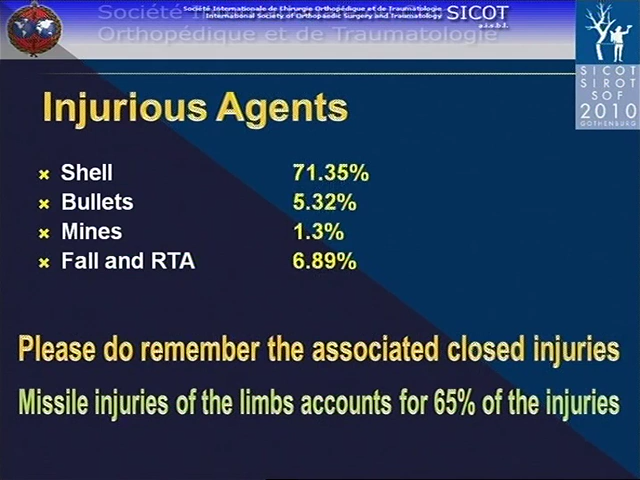 Société Internationale de Chirurgie Orthopédique et de Traumatologie
International Society of Orthopaedic Surgery and Traumatology
SICOT
a.i.s.b.l.
Société In
Orthopédique et de Traumatologie
SICOT
SIROT
SOF
2010
GOTHENBURG
Injurious Agents
Shell 71.35%
Bullets 5.32%
Mines 1.3%
Fall and RTA 6.89%
Please do remember the associated closed injuries
Missile injuries of the limbs accounts for 65% of the injuries